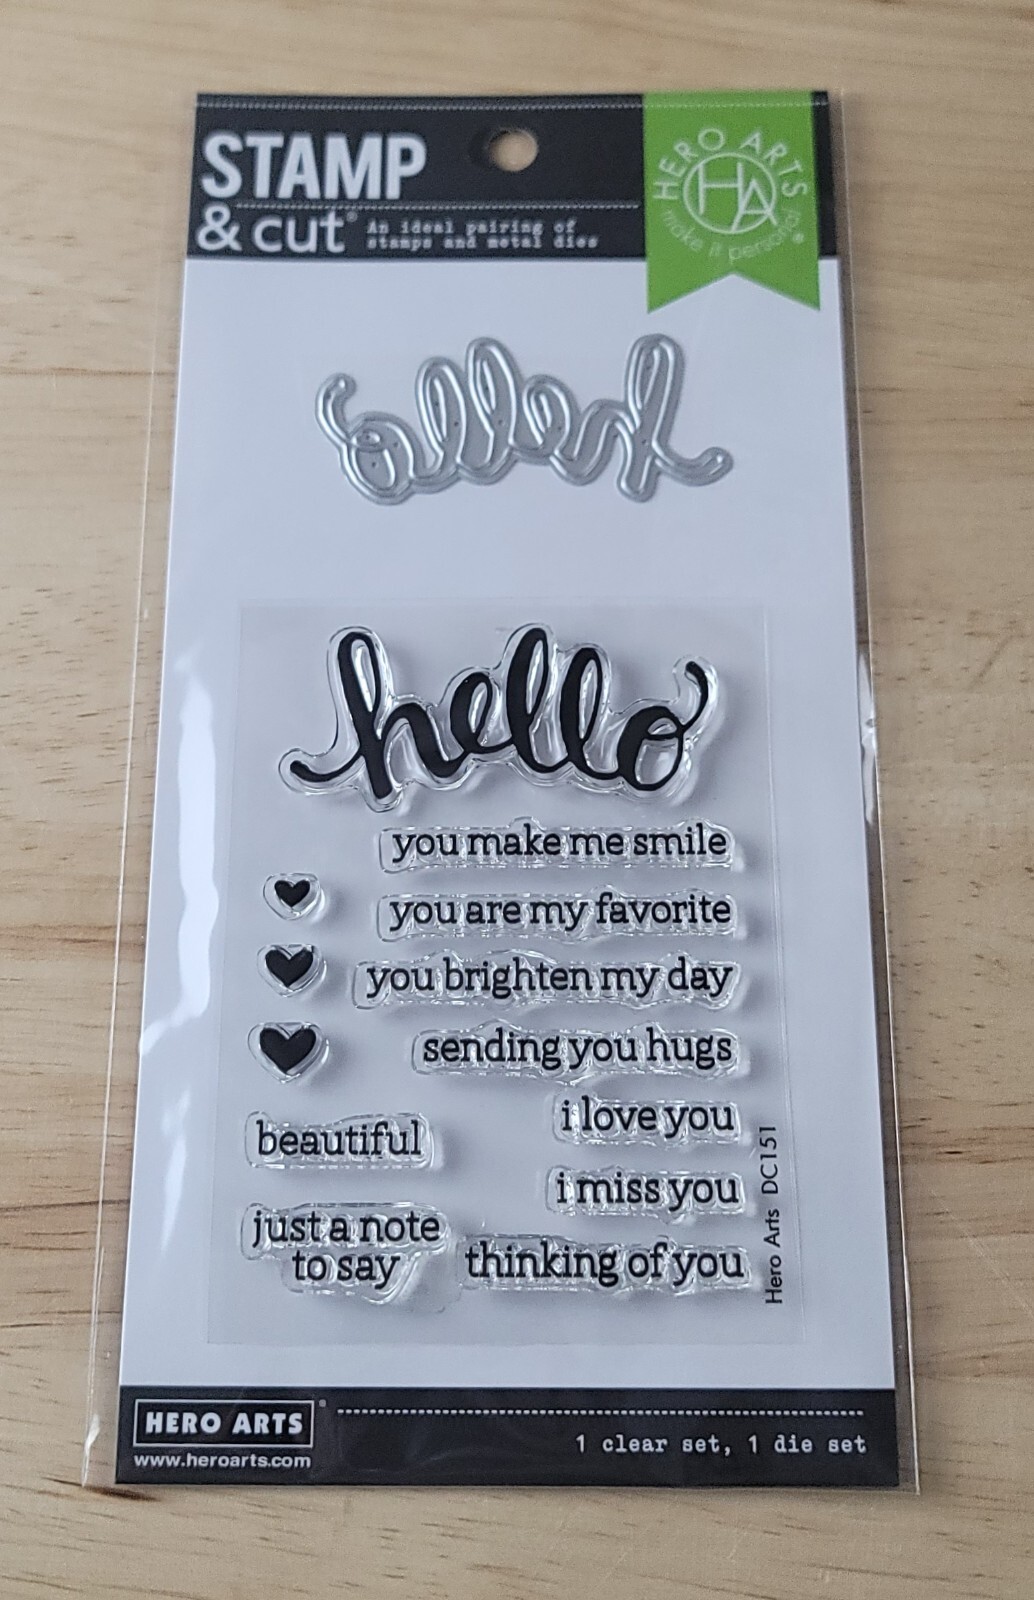 STAMP
& cut®
An ideal pairing of
stamps and metal dies
HERO ARTS
HA
make it personal®
hello
hello
you make me smile
you are my favorite
you brighten my day
sending you hugs
i love you
beautiful
i miss you
just a note
to say
thinking of you
Hero Arts DC151
HERO ARTS®
www.heroarts.com
1 clear set, 1 die set